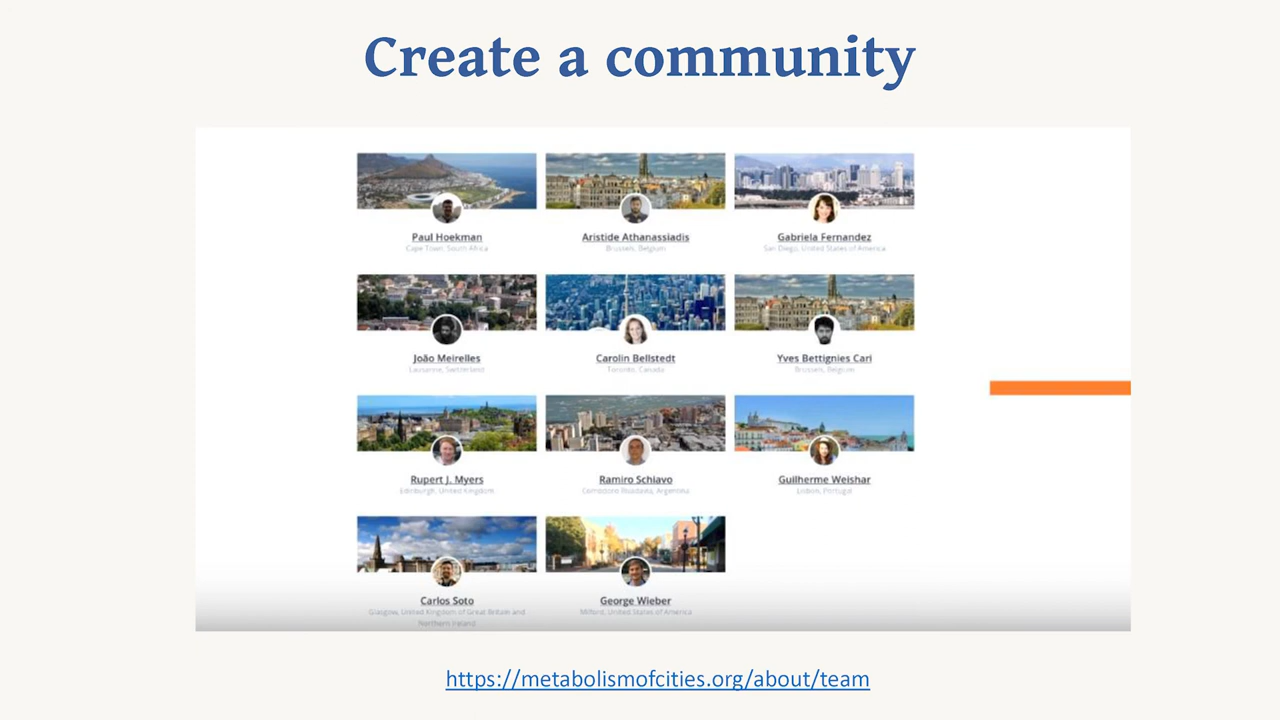 Create a community
Paul Hoekman
Cape Town, South Africa
Aristide Athanassiadis
Brussels, Belgium
Gabriela Fernandez
San Diego, United States of America
João Meirelles
Lausanne, Switzerland
Carolin Bellstedt
Toronto, Canada
Yves Bettignies Cari
Brussels, Belgium
Rupert J. Myers
Edinburgh, United Kingdom
Ramiro Schiavo
Comodoro Rivadavia, Argentina
Guilherme Weishar
Lisbon, Portugal
Carlos Soto
Glasgow, United Kingdom of Great Britain and
Northern Ireland
George Wieber
Milford, United States of America
https://metabolismofcities.org/about/team